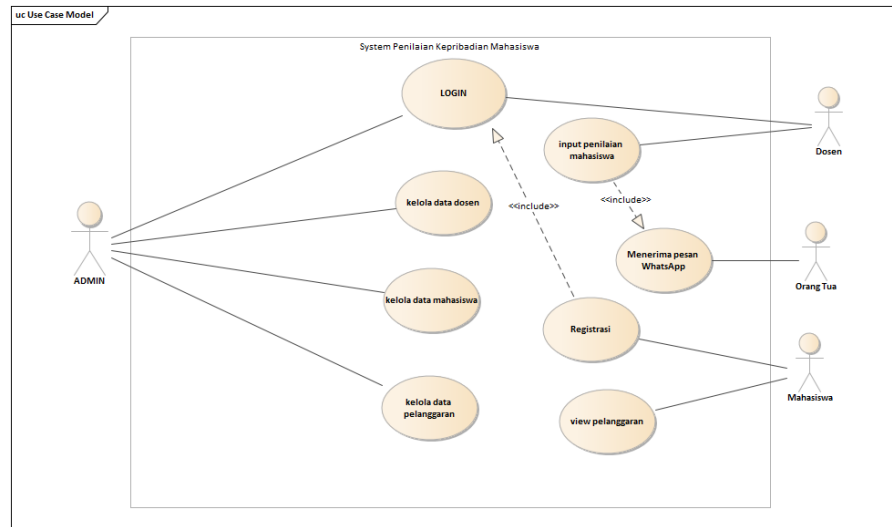 uc Use Case Model
System Penilaian Kepribadian Mahasiswa
LOGIN
Dosen
input penilaian
mahasiswa
kelola data dosen
<<include>>
<<include>>
ADMIN
Menerima pesan
WhatsApp
Orang Tua
kelola data mahasiswa
Registrasi
Mahasiswa
kelola data
pelanggaran
view pelanggaran